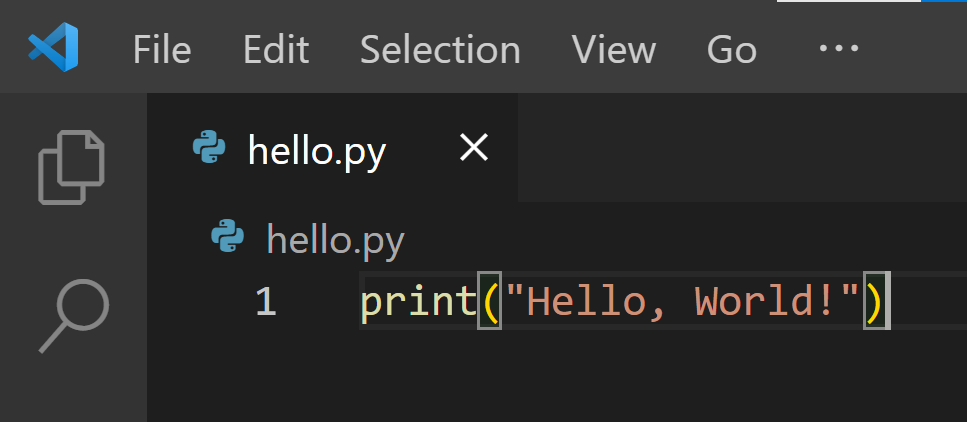 File Edit Selection View Go ···
hello.py
hello.py
1 print("Hello, World!")